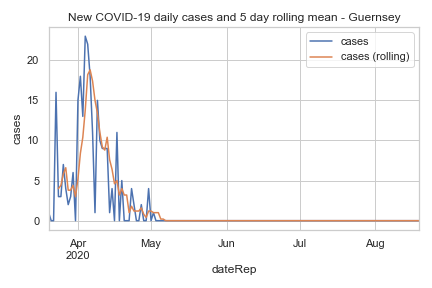 New COVID-19 daily cases and 5 day rolling mean - Guernsey
cases
cases (rolling)
20
15
10
5
0
cases
Apr
2020
May
Jun
Jul
Aug
dateRep